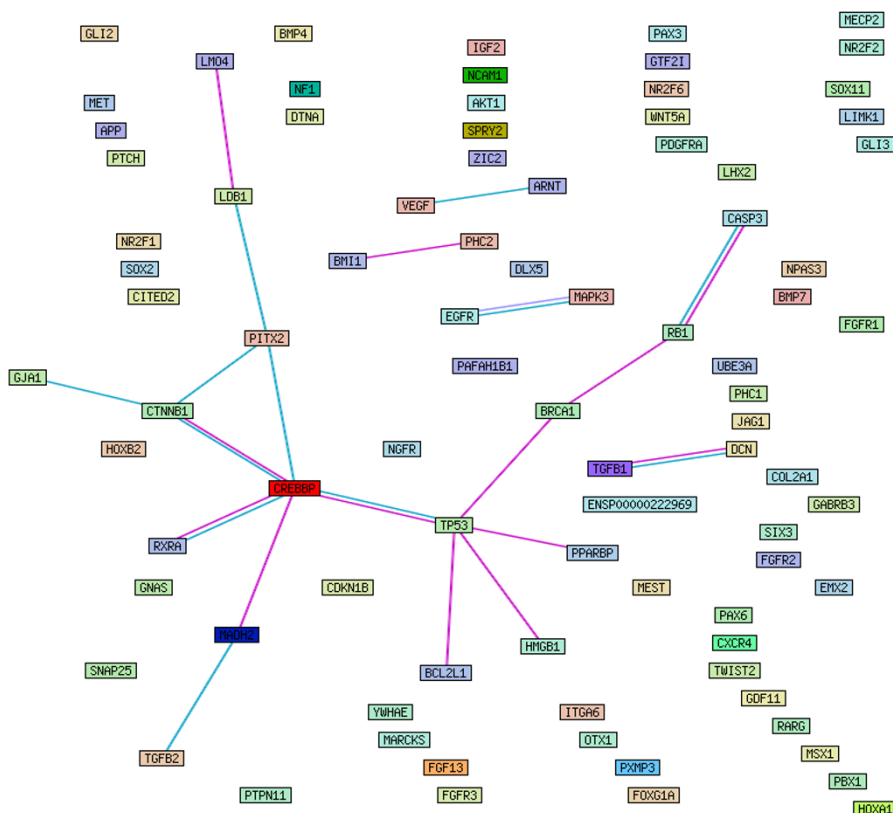 MECP2
GLI2
BMP4
PAX3
IGF2
NR2F2
LMO4
GTF2I
NCAM1
NF1
NR2F6
SOX11
MET
AKT1
DTNA
WNT5A
LIMK1
APP
SPRY2
PTCH
ZIC2
PDGFRA
GLI3
LHX2
ARNT
LDB1
VEGF
CASP3
NR2F1
PHC2
BMI1
SOX2
DLX5
NPAS3
CITED2
MAPK3
BMP7
EGFR
FGFR1
PITX2
RB1
PAFAH1B1
UBE3A
GJA1
PHC1
CTNNB1
BRCA1
JAG1
HOXB2
NGFR
DCN
TGFB1
COL2A1
CREBBP
ENSP00000222969
GABRB3
TP53
SIX3
RXRA
PPARBP
FGFR2
GNAS
CDKN1B
MEST
EMX2
PAX6
MADH2
HMGB1
CXCR4
SNAP25
BCL2L1
TWIST2
GDF11
YWHAE
ITGA6
RARG
MARCKS
OTX1
MSX1
TGFB2
FGF13
PXMP3
PBX1
PTPN11
FGFR3
FOXG1A
HOXA1